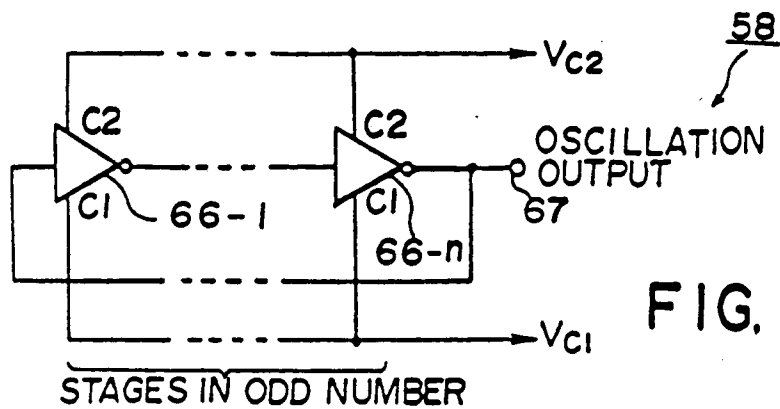 58
VC2
C2
C2
OSCILLATION
OUTPUT
C1
C1
66-1
66-n
67
FIG.
VC1
STAGES IN ODD NUMBER